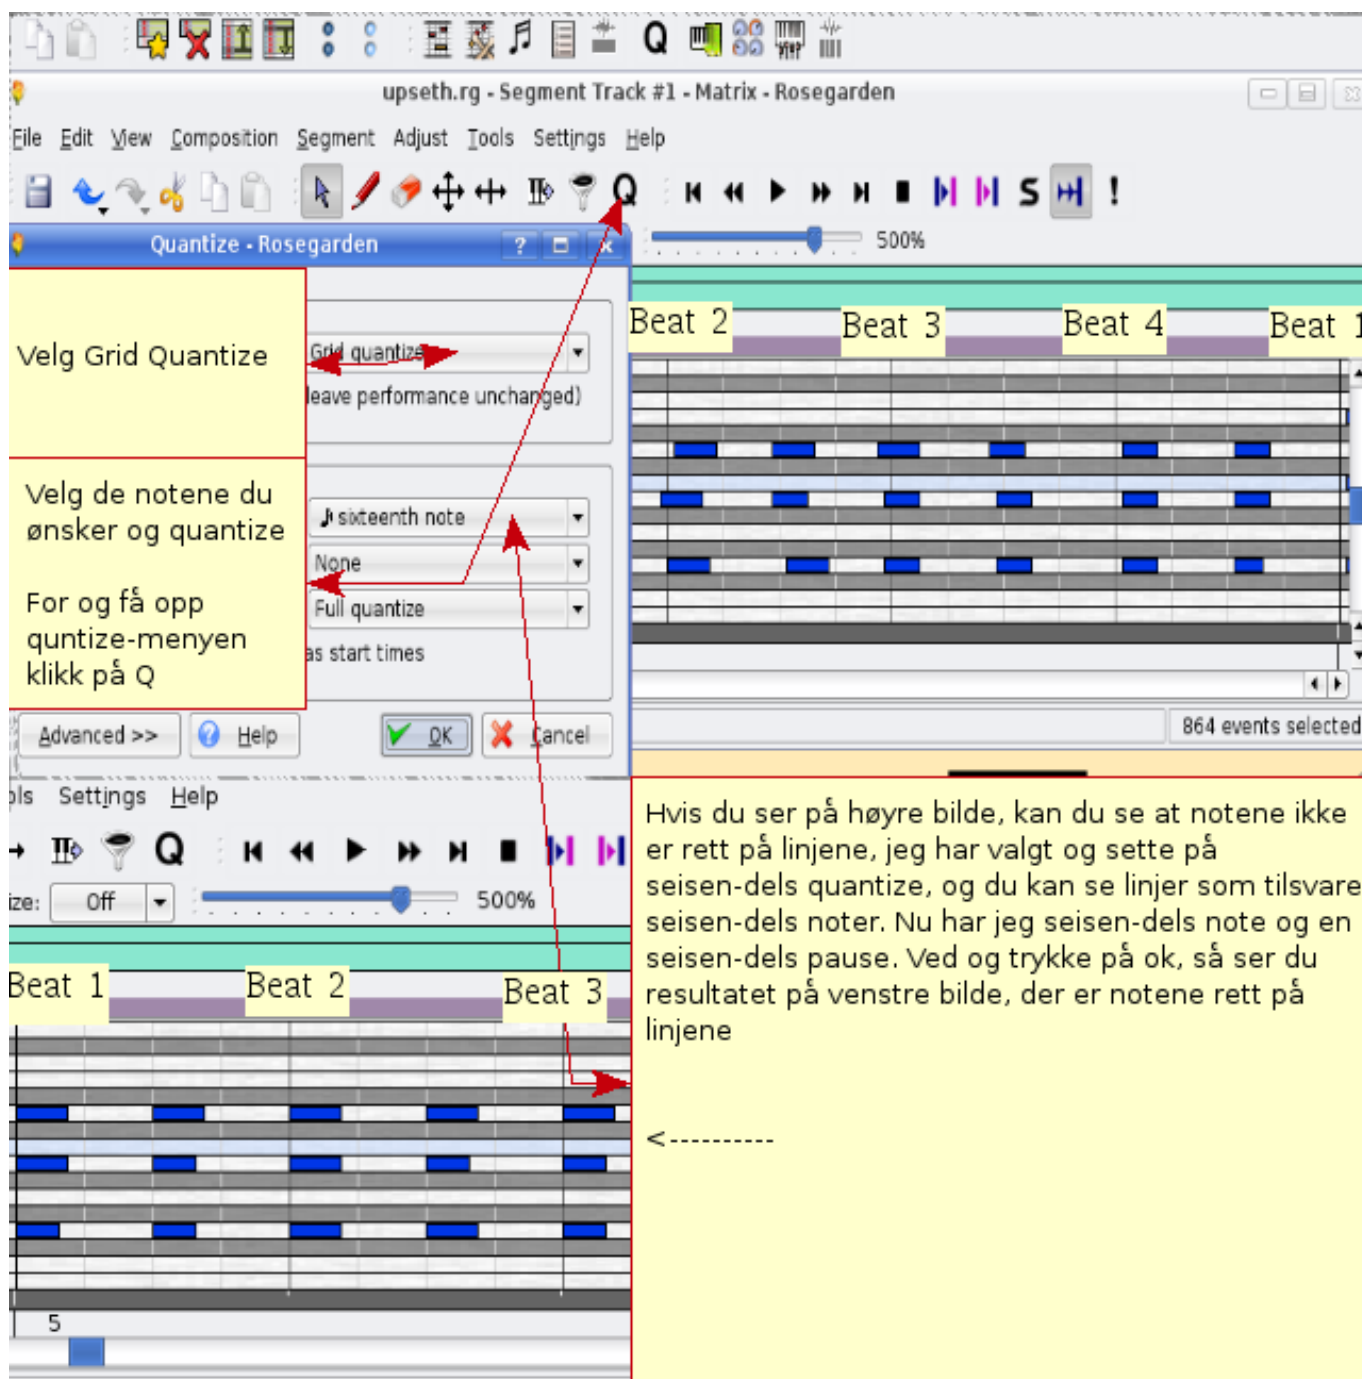 upseth.rg - Segment Track #1 - Matrix - Rosegarden
File Edit View Composition Segment Adjust Tools Settings Help
Q
Q
S
!
Quantize - Rosegarden
?
500%
Velg Grid Quantize
Grid quantize
leave performance unchanged)
Beat 2
Beat 3
Beat 4
Beat 1
Velg de notene du
ønsker og quantize
For og få opp
quntize-menyen
klikk på Q
sixteenth note
None
Full quantize
as start times
Advanced >>
Help
OK
Cancel
864 events selected
ols Settings Help
Q
ize: Off
500%
Beat 1
Beat 2
Beat 3
5
Hvis du ser på høyre bilde, kan du se at notene ikke
er rett på linjene, jeg har valgt og sette på
seisen-dels quantize, og du kan se linjer som tilsvare
seisen-dels noter. Nu har jeg seisen-dels note og en
seisen-dels pause. Ved og trykke på ok, så ser du
resultatet på venstre bilde, der er notene rett på
linjene
<----------